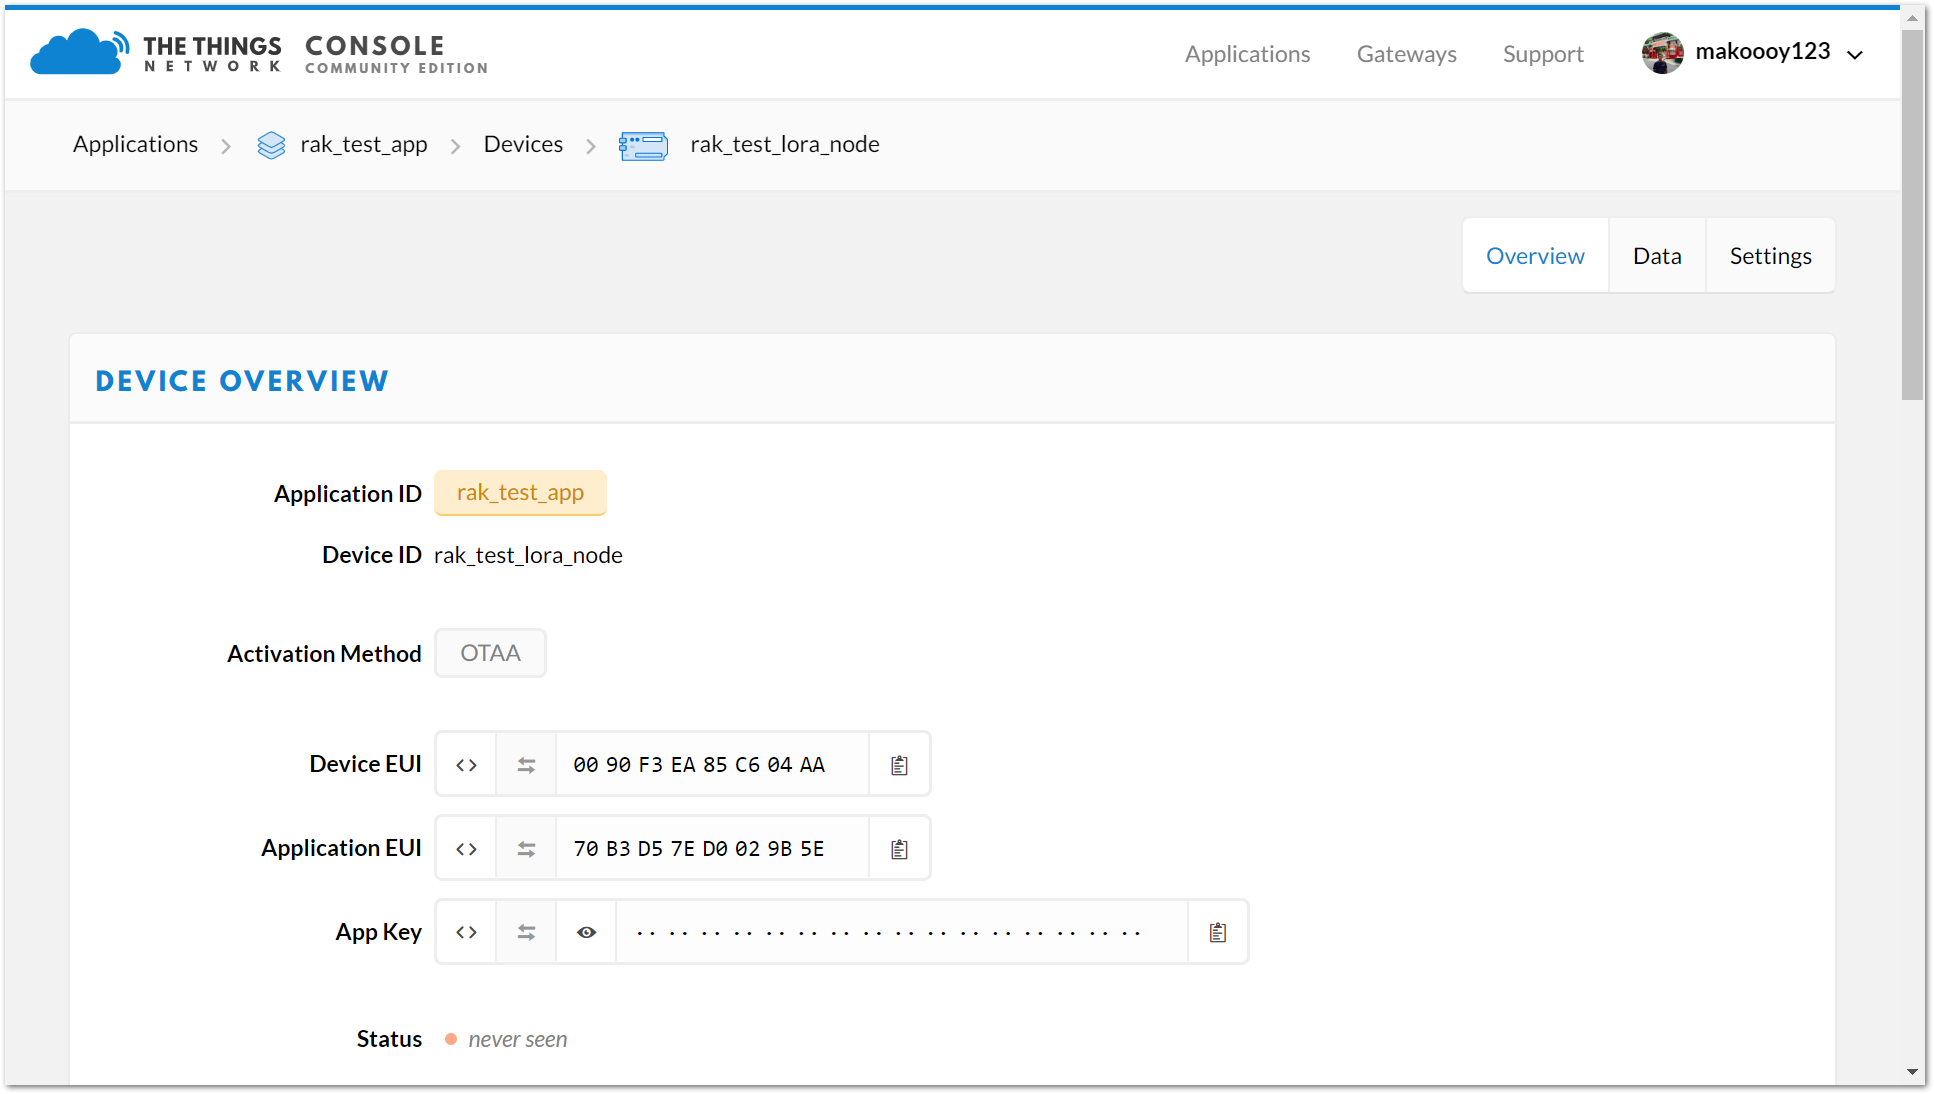 THE THINGS NETWORK CONSOLE COMMUNITY EDITION
Applications Gateways Support makoooy123
Applications > rak_test_app > Devices > rak_test_lora_node
Overview Data Settings
DEVICE OVERVIEW
Application ID rak_test_app
Device ID rak_test_lora_node
Activation Method OTAA
Device EUI <> 00 90 F3 EA 85 C6 04 AA
Application EUI <> 70 B3 D5 7E D0 02 9B 5E
App Key <> ·· ·· ·· ·· ·· ·· ·· ·· ·· ·· ·· ·· ·· ·· ·· ··
Status never seen